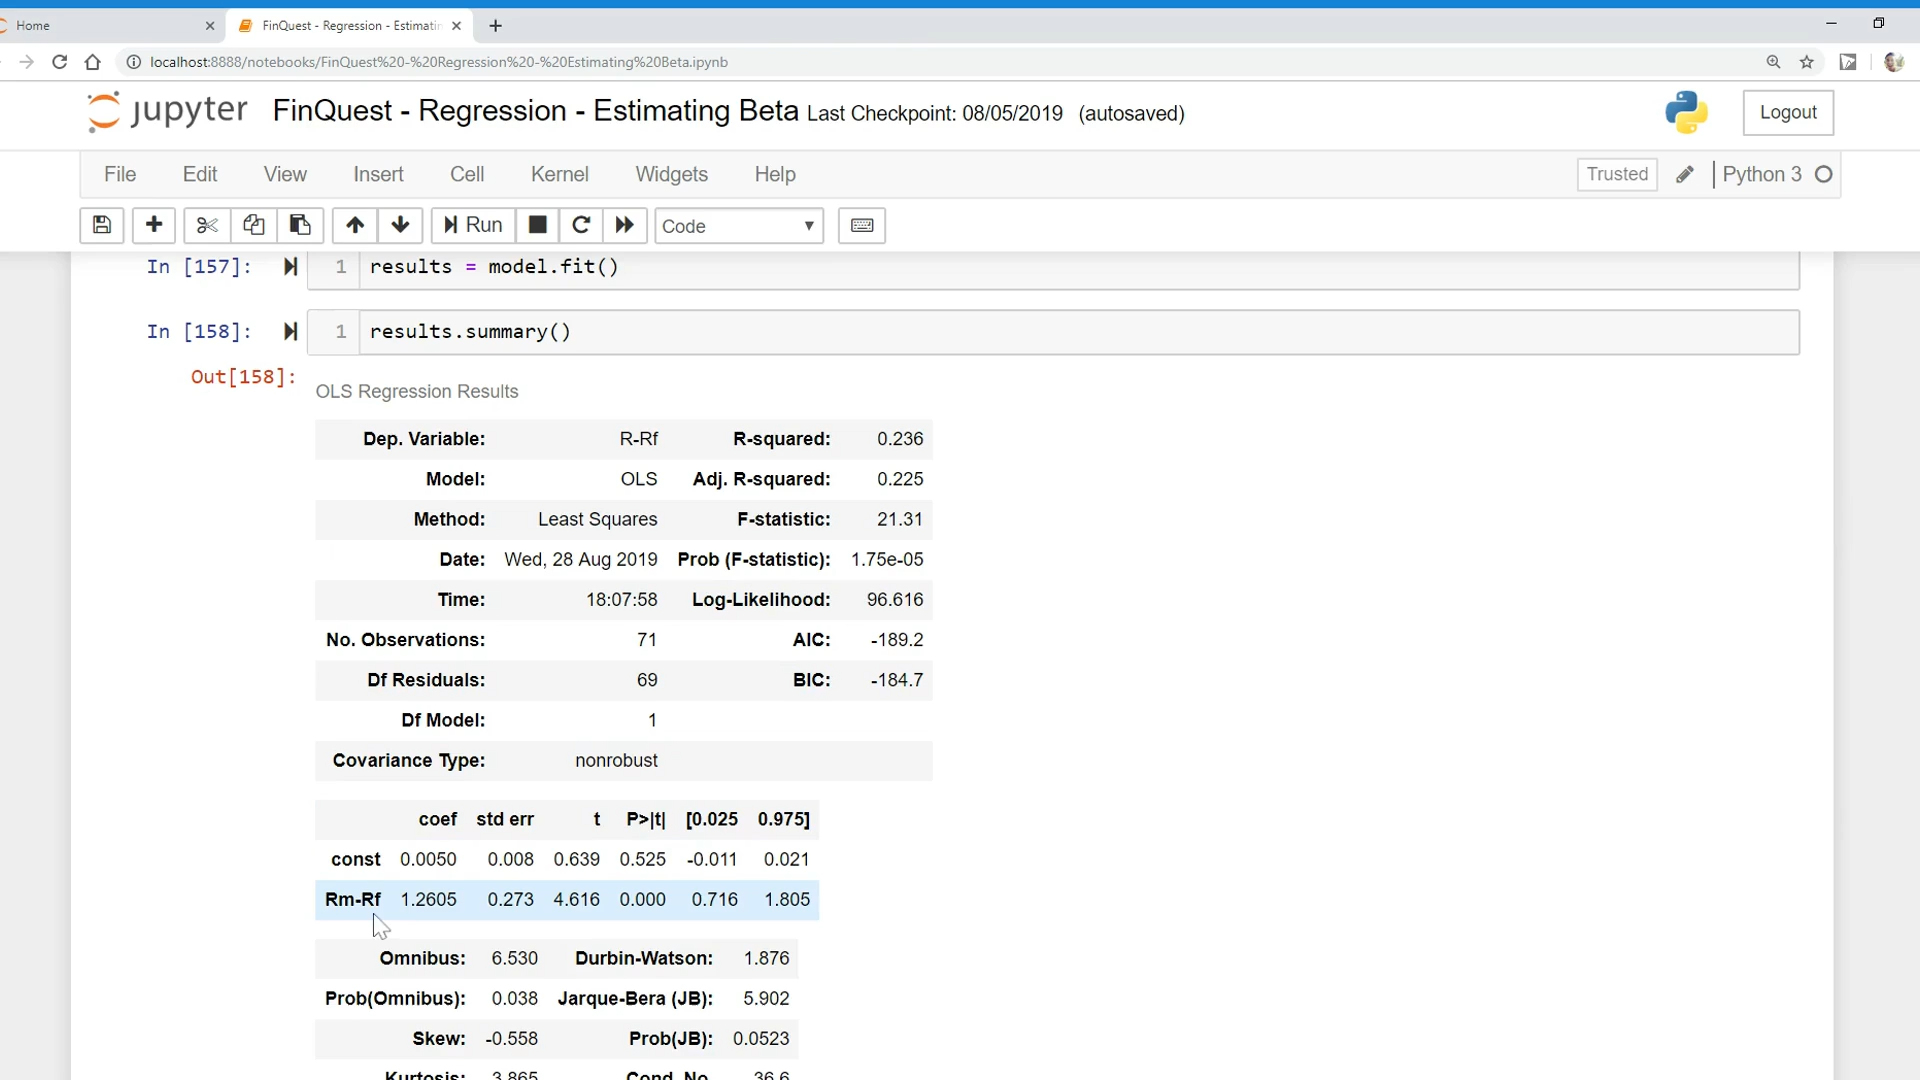 Home
FinQuest - Regression - Estimatin
localhost:8888/notebooks/FinQuest%20-%20Regression%20-%20Estimating%20Beta.ipynb
jupyter FinQuest - Regression - Estimating Beta Last Checkpoint: 08/05/2019 (autosaved)
Logout
File Edit View Insert Cell Kernel Widgets Help
Trusted Python 3
Run Code
In [157]: 1 results = model.fit()
In [158]: 1 results.summary()
Out[158]:
OLS Regression Results
Dep. Variable: R-Rf R-squared: 0.236
Model: OLS Adj. R-squared: 0.225
Method: Least Squares F-statistic: 21.31
Date: Wed, 28 Aug 2019 Prob (F-statistic): 1.75e-05
Time: 18:07:58 Log-Likelihood: 96.616
No. Observations: 71 AIC: -189.2
Df Residuals: 69 BIC: -184.7
Df Model: 1
Covariance Type: nonrobust
coef std err t P>|t| [0.025 0.975]
const 0.0050 0.008 0.639 0.525 -0.011 0.021
Rm-Rf 1.2605 0.273 4.616 0.000 0.716 1.805
Omnibus: 6.530 Durbin-Watson: 1.876
Prob(Omnibus): 0.038 Jarque-Bera (JB): 5.902
Skew: -0.558 Prob(JB): 0.0523
Kurtosis: 3.865 Cond. No. 36.6